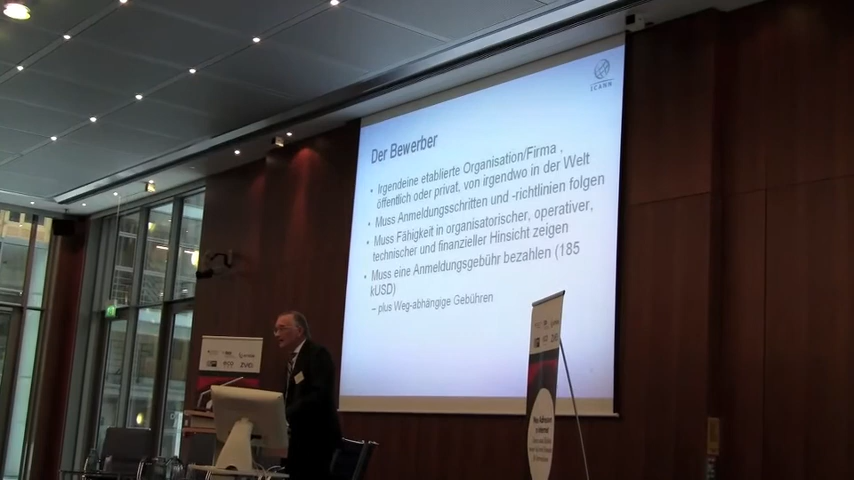 ICANN
Der Bewerber
• Irgendeine etablierte Organisation/Firma ,
öffentlich oder privat, von irgendwo in der Welt
• Muss Anmeldungsschritten und -richtlinien folgen
• Muss Fähigkeit in organisatorischer, operativer,
technischer und finanzieller Hinsicht zeigen
• Muss eine Anmeldungsgebühr bezahlen (185
kUSD)
– plus Weg-abhängige Gebühren